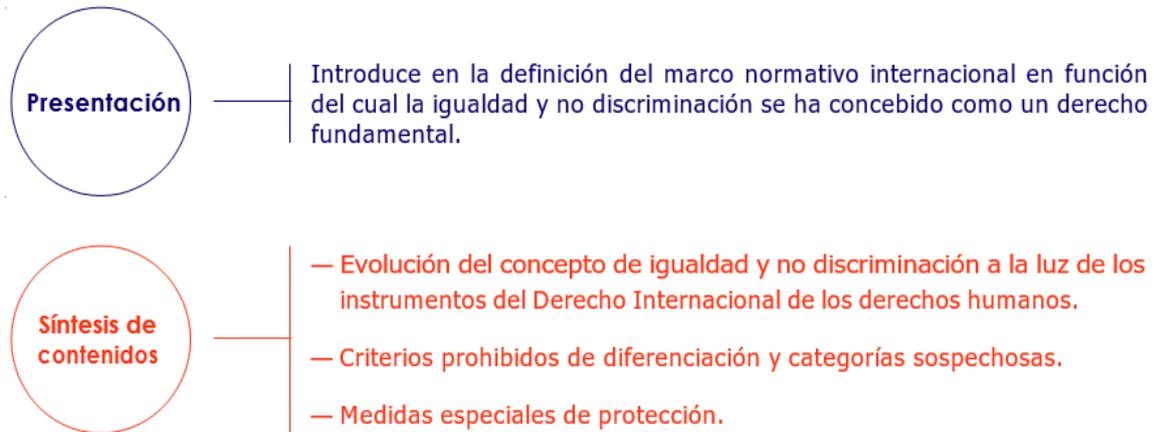 Presentación
Introduce en la definición del marco normativo internacional en función
del cual la igualdad y no discriminación se ha concebido como un derecho
fundamental.
Síntesis de
contenidos
— Evolución del concepto de igualdad y no discriminación a la luz de los
instrumentos del Derecho Internacional de los derechos humanos.
— Criterios prohibidos de diferenciación y categorías sospechosas.
— Medidas especiales de protección.